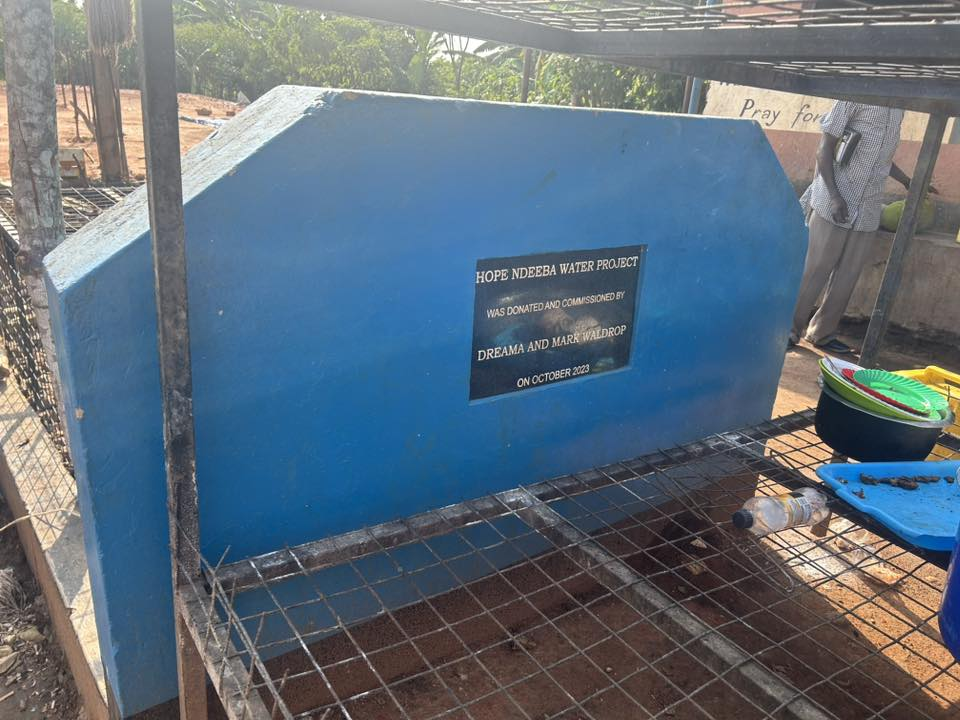 Pray for
HOPE NDEEBA WATER PROJECT
WAS DONATED AND COMMISSIONED BY
DREAMA AND MARK WALDROP
ON OCTOBER 2023